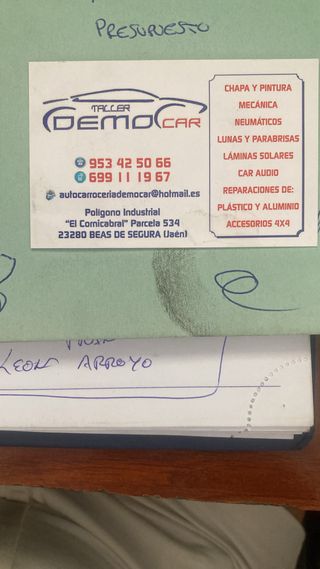 PRESUPUESTO
TALLER
DEMOCAR
953 42 50 66
699 11 19 67
autocarroceriademocar@hotmail.es
Polígono Industrial
"El Cornicabral" Parcela 534
23280 BEAS DE SEGURA (Jaén)
CHAPA Y PINTURA
MECÁNICA
NEUMÁTICOS
LUNAS Y PARABRISAS
LÁMINAS SOLARES
CAR AUDIO
REPARACIONES DE:
PLÁSTICO Y ALUMINIO
ACCESORIOS 4X4
LEON ARROYO